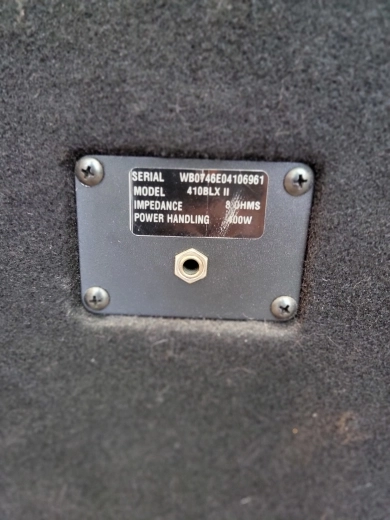 SERIAL WB0746E04106961
MODEL 410BLX II
IMPEDANCE 8 OHMS
POWER HANDLING 400W